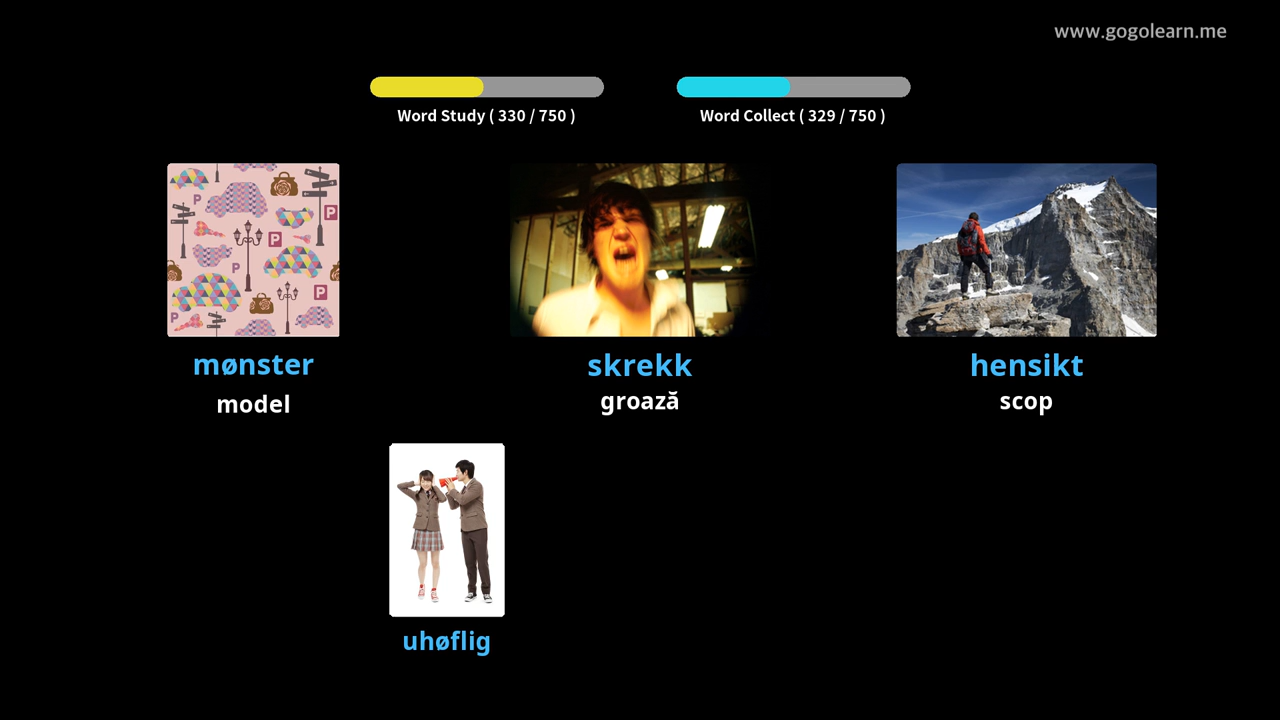 www.gogolearn.me
Word Study ( 330 / 750 )
Word Collect ( 329 / 750 )
P
P
P
P
P
P
mønster
skrekk
hensikt
model
groază
scop
uhøflig